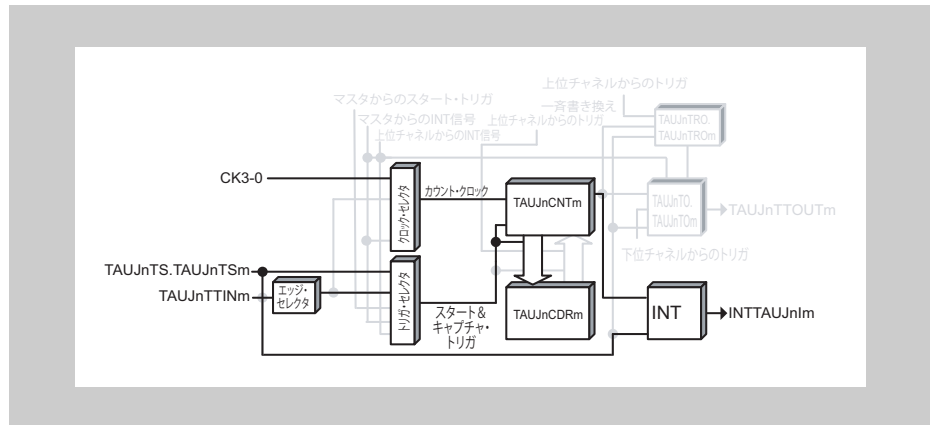 上位チャネルからのトリガ
マスタからのスタート・トリガ
一斉書き換え
マスタからのINT信号
上位チャネルからのトリガ
上位チャネルからのINT信号
TAUJnTRO.
TAUJnTROm
CK3-0
クロック・セレクタ
カウント・クロック
TAUJnCNTm
TAUJnTO.
TAUJnTOm
TAUJnTTOUTm
下位チャネルからのトリガ
TAUJnTS.TAUJnTSm
TAUJnTTINm
エッジ・
セレクタ
トリガ・セレクタ
スタート&
キャプチャ・
トリガ
TAUJnCDRm
INT
INTTAUJnIm